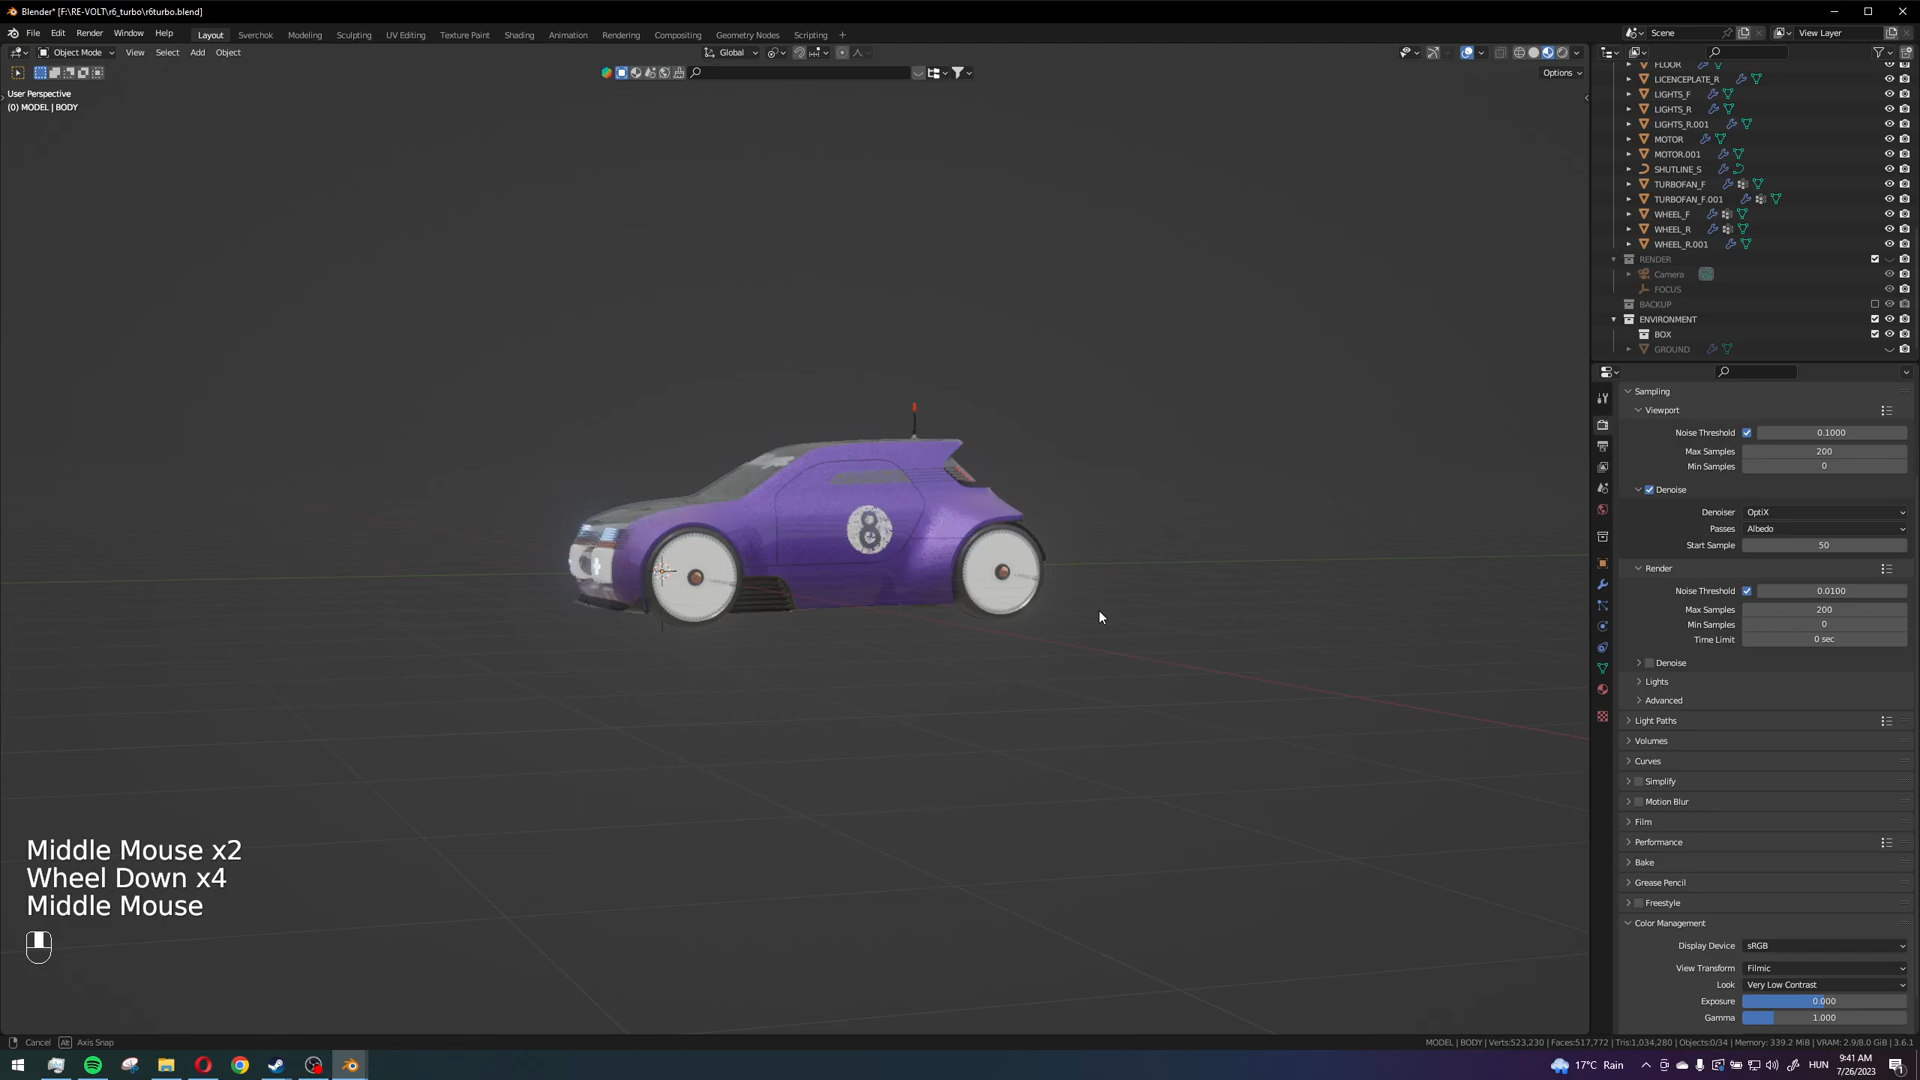 Blender* [F:\RE-VOLT\r6_turbo\r6turbo.blend]
File Edit Render Window Help Layout Sverchok Modeling Sculpting UV Editing Texture Paint Shading Animation Rendering Compositing Geometry Nodes Scripting + Scene View Layer
Object Mode View Select Add Object Global
Options
User Perspective
(0) MODEL | BODY
FLOOR
LICENCEPLATE_R
LIGHTS_F
LIGHTS_R
LIGHTS_R.001
MOTOR
MOTOR.001
SHUTLINE_S
TURBOFAN_F
TURBOFAN_F.001
WHEEL_F
WHEEL_R
WHEEL_R.001
RENDER
Camera
FOCUS
BACKUP
ENVIRONMENT
BOX
GROUND
Sampling
Viewport
Noise Threshold 0.1000
Max Samples 200
Min Samples 0
Denoise
Denoiser OptiX
Passes Albedo
Start Sample 50
Render
Noise Threshold 0.0100
Max Samples 200
Min Samples 0
Time Limit 0 sec
Denoise
Lights
Advanced
Light Paths
Volumes
Curves
Simplify
Motion Blur
Film
Performance
Bake
Grease Pencil
Freestyle
Color Management
Display Device sRGB
View Transform Filmic
Look Very Low Contrast
Exposure 0.000
Gamma 1.000
8
Middle Mouse x2
Wheel Down x4
Middle Mouse
Cancel Alt Axis Snap
MODEL | BODY | Verts:523,230 | Faces:517,772 | Tris:1,034,280 | Objects:0/34 | Memory: 339.2 MiB | VRAM: 2.9/8.0 GiB | 3.6.1
17°C Rain HUN 9:41 AM
7/26/2023